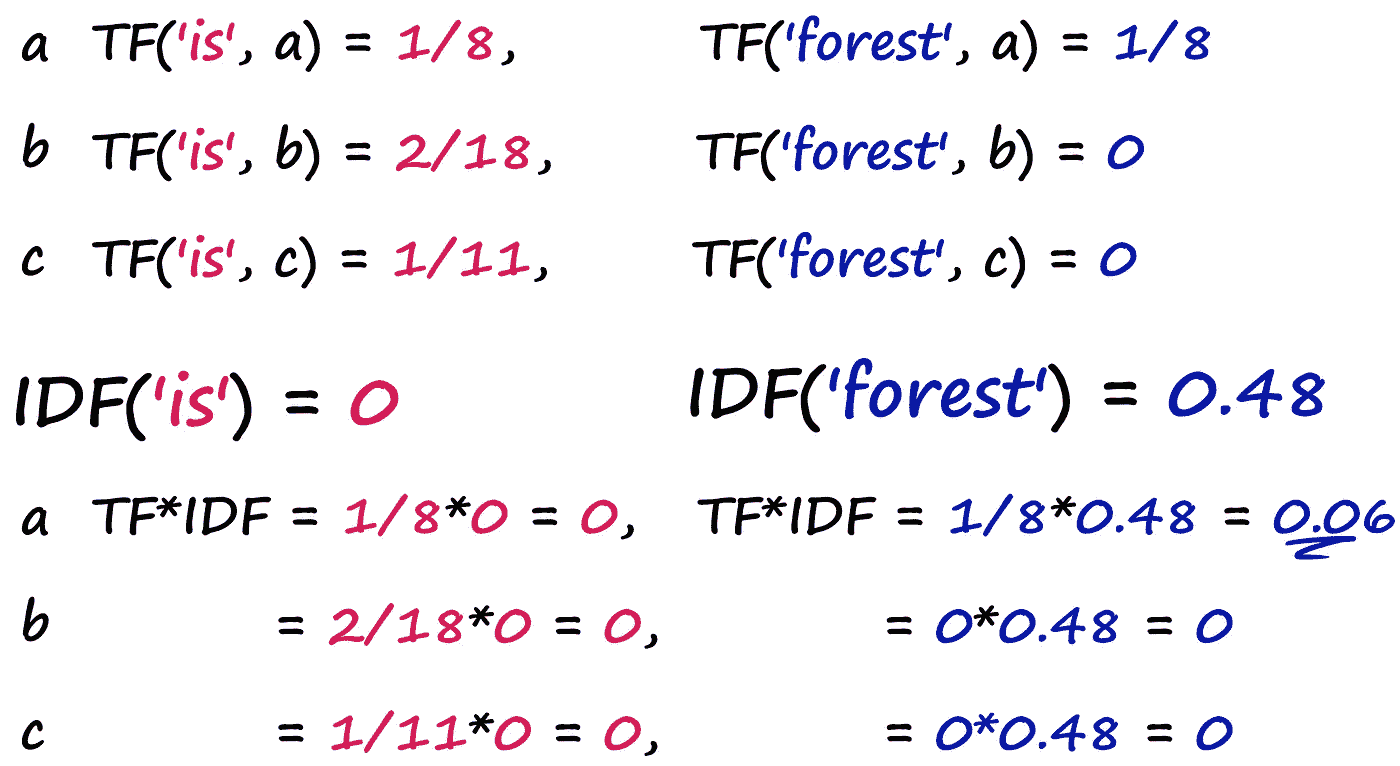 a TF('is', a) = 1/8, TF('forest', a) = 1/8
b TF('is', b) = 2/18, TF('forest', b) = 0
c TF('is', c) = 1/11, TF('forest', c) = 0
IDF('is') = 0 IDF('forest') = 0.48
a TF*IDF = 1/8*0 = 0, TF*IDF = 1/8*0.48 = 0.06
b = 2/18*0 = 0, = 0*0.48 = 0
c = 1/11*0 = 0, = 0*0.48 = 0